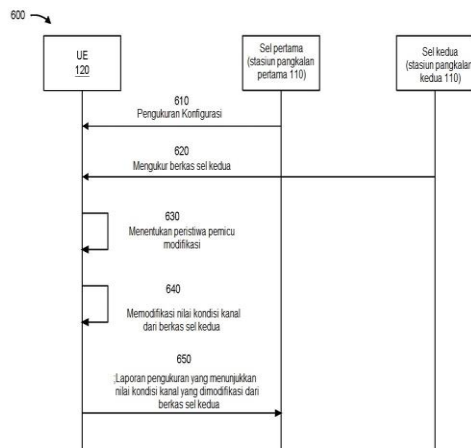 600
UE
120
Sel pertama
(stasiun pangkalan
pertama 110)
Sel kedua
(stasiun pangkalan
kedua 110)
610
Pengukuran Konfigurasi
620
Mengukur berkas sel kedua
630
Menentukan peristiwa pemicu
modifikasi
640
Memodifikasi nilai kondisi kanal
dari berkas sel kedua
650
;Laporan pengukuran yang menunjukkan
nilai kondisi kanal yang dimodifikasi dari
berkas sel kedua